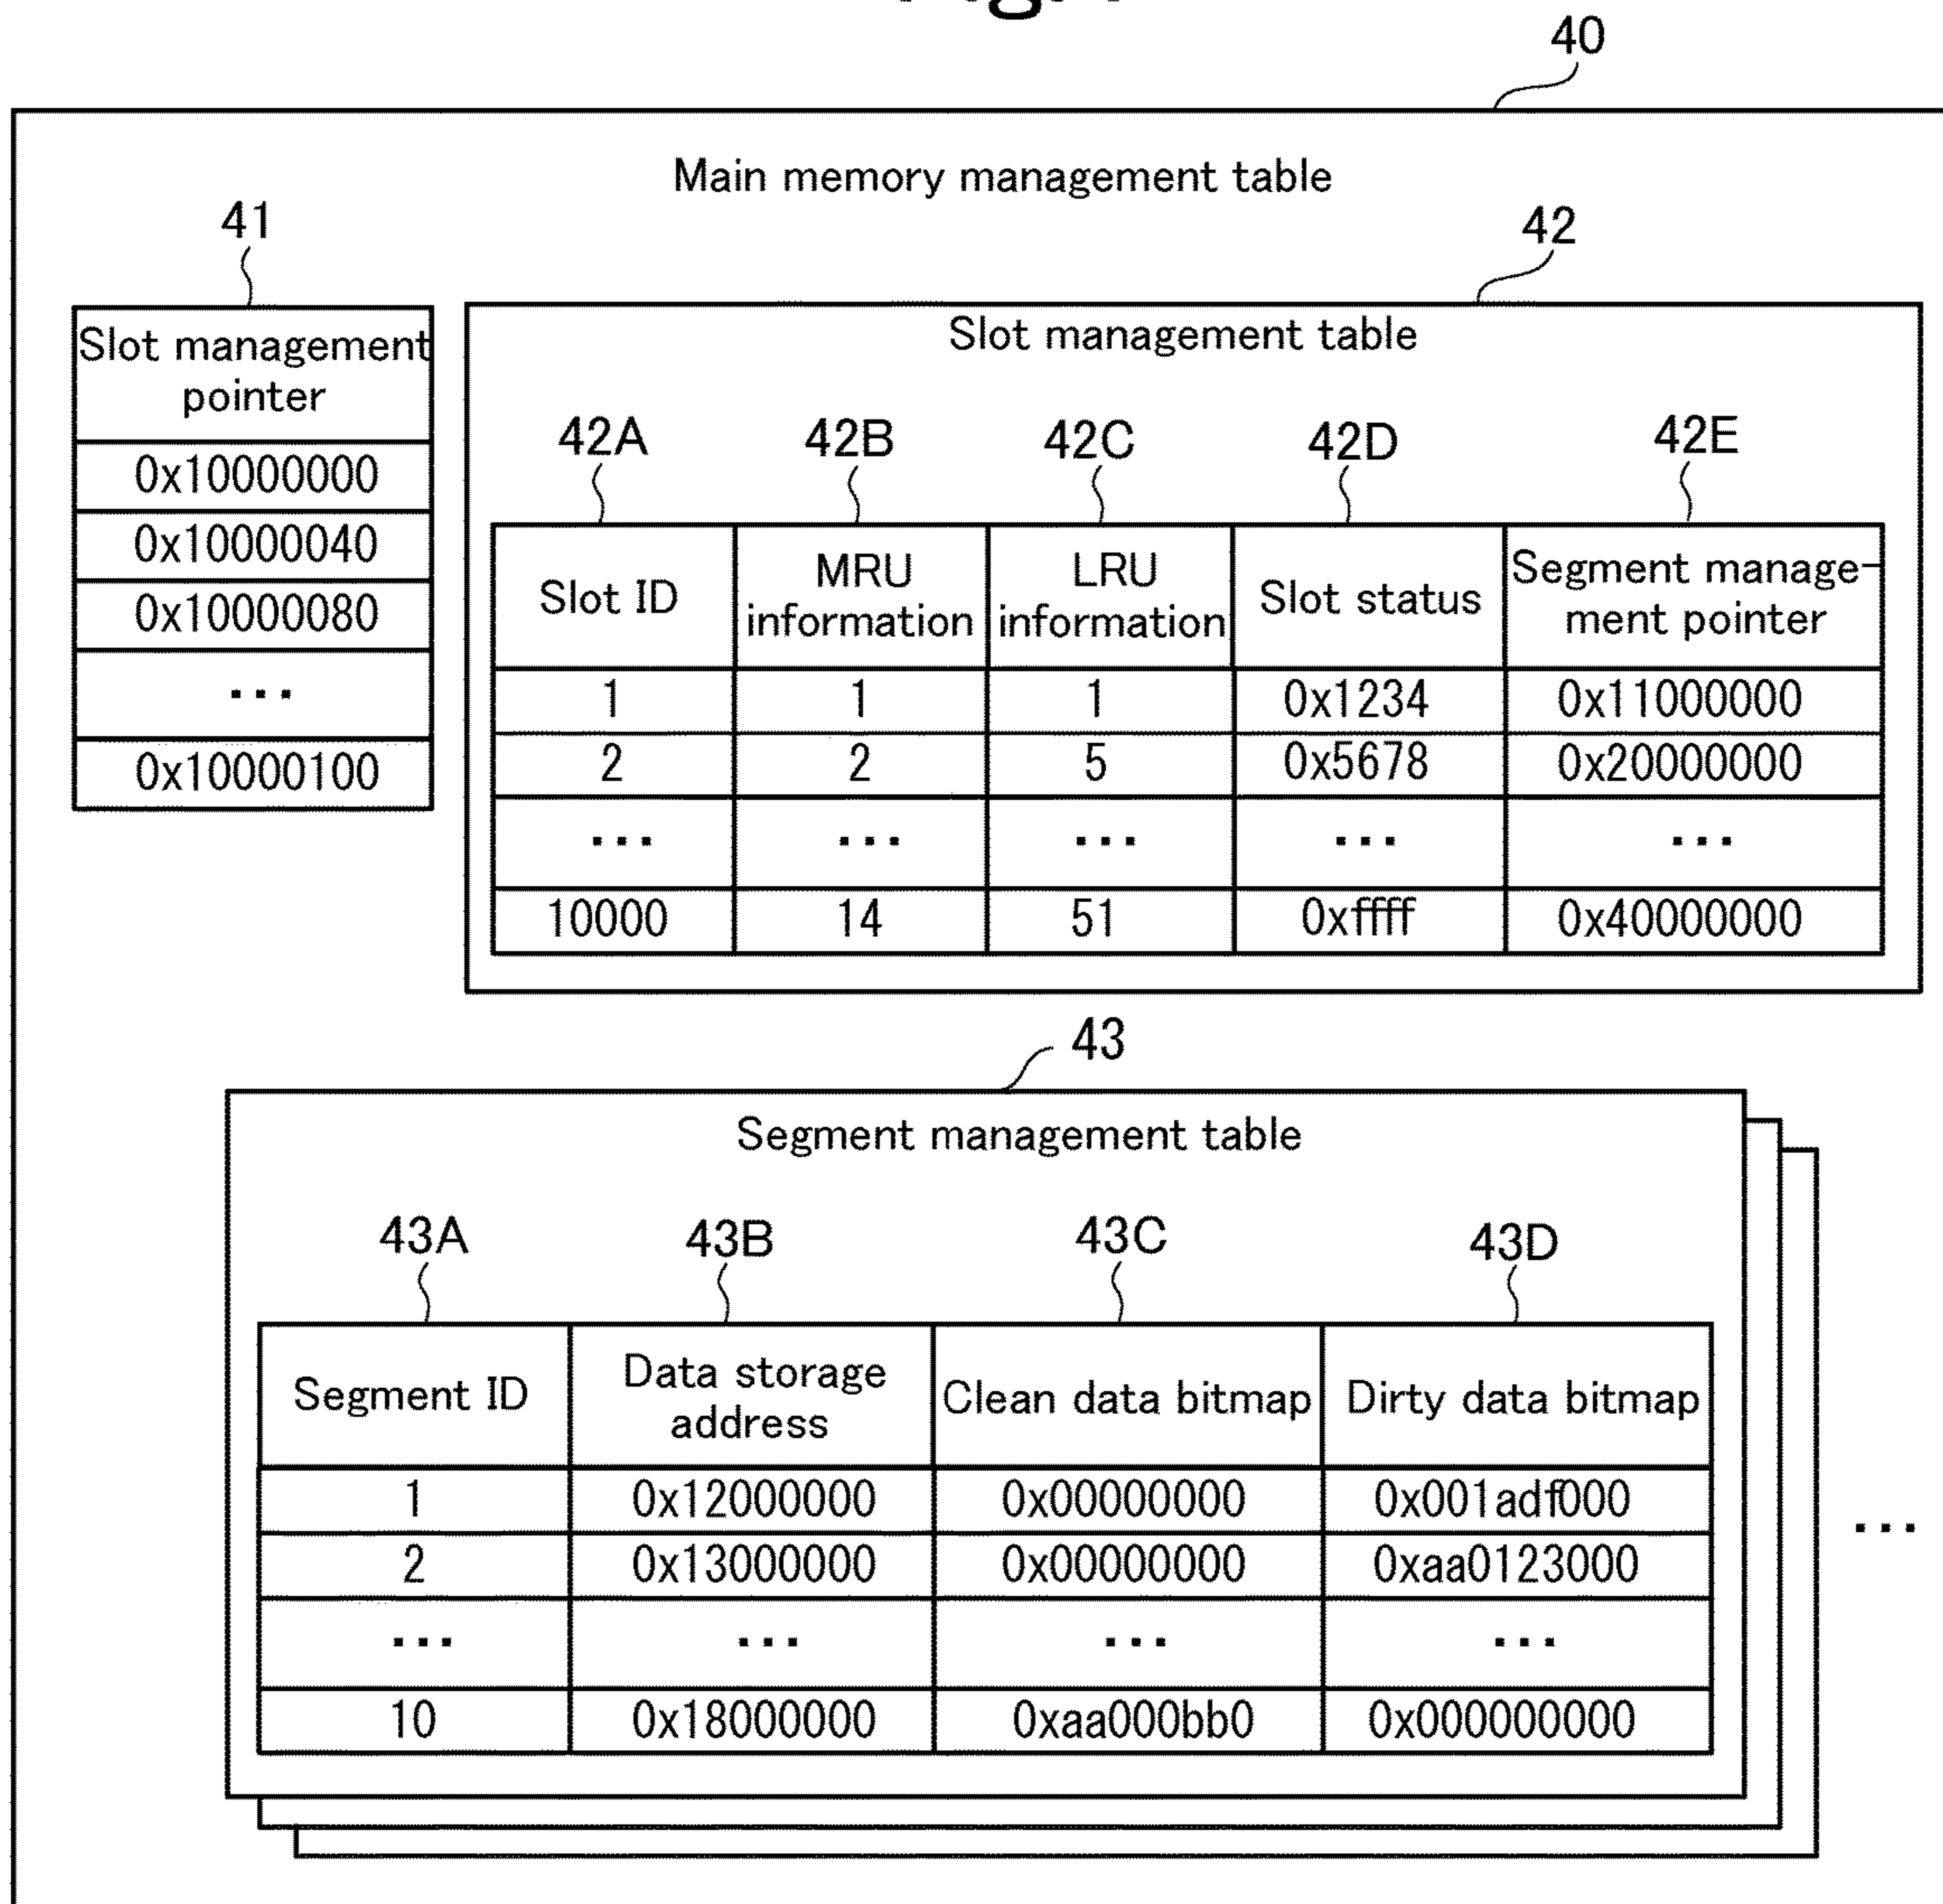 40
Main memory management table
41
42
Slot management
pointer
0x10000000
0x10000040
0x10000080
...
0x10000100
Slot management table
42A 42B 42C 42D 42E
Slot ID MRU information LRU information Slot status Segment manage-ment pointer
1 1 1 0x1234 0x11000000
2 2 5 0x5678 0x20000000
... ... ... ... ...
10000 14 51 0xffff 0x40000000
43
Segment management table
43A 43B 43C 43D
Segment ID Data storage address Clean data bitmap Dirty data bitmap
1 0x12000000 0x00000000 0x001adf000
2 0x13000000 0x00000000 0xaa0123000
... ... ... ...
10 0x18000000 0xaa000bb0 0x000000000
...